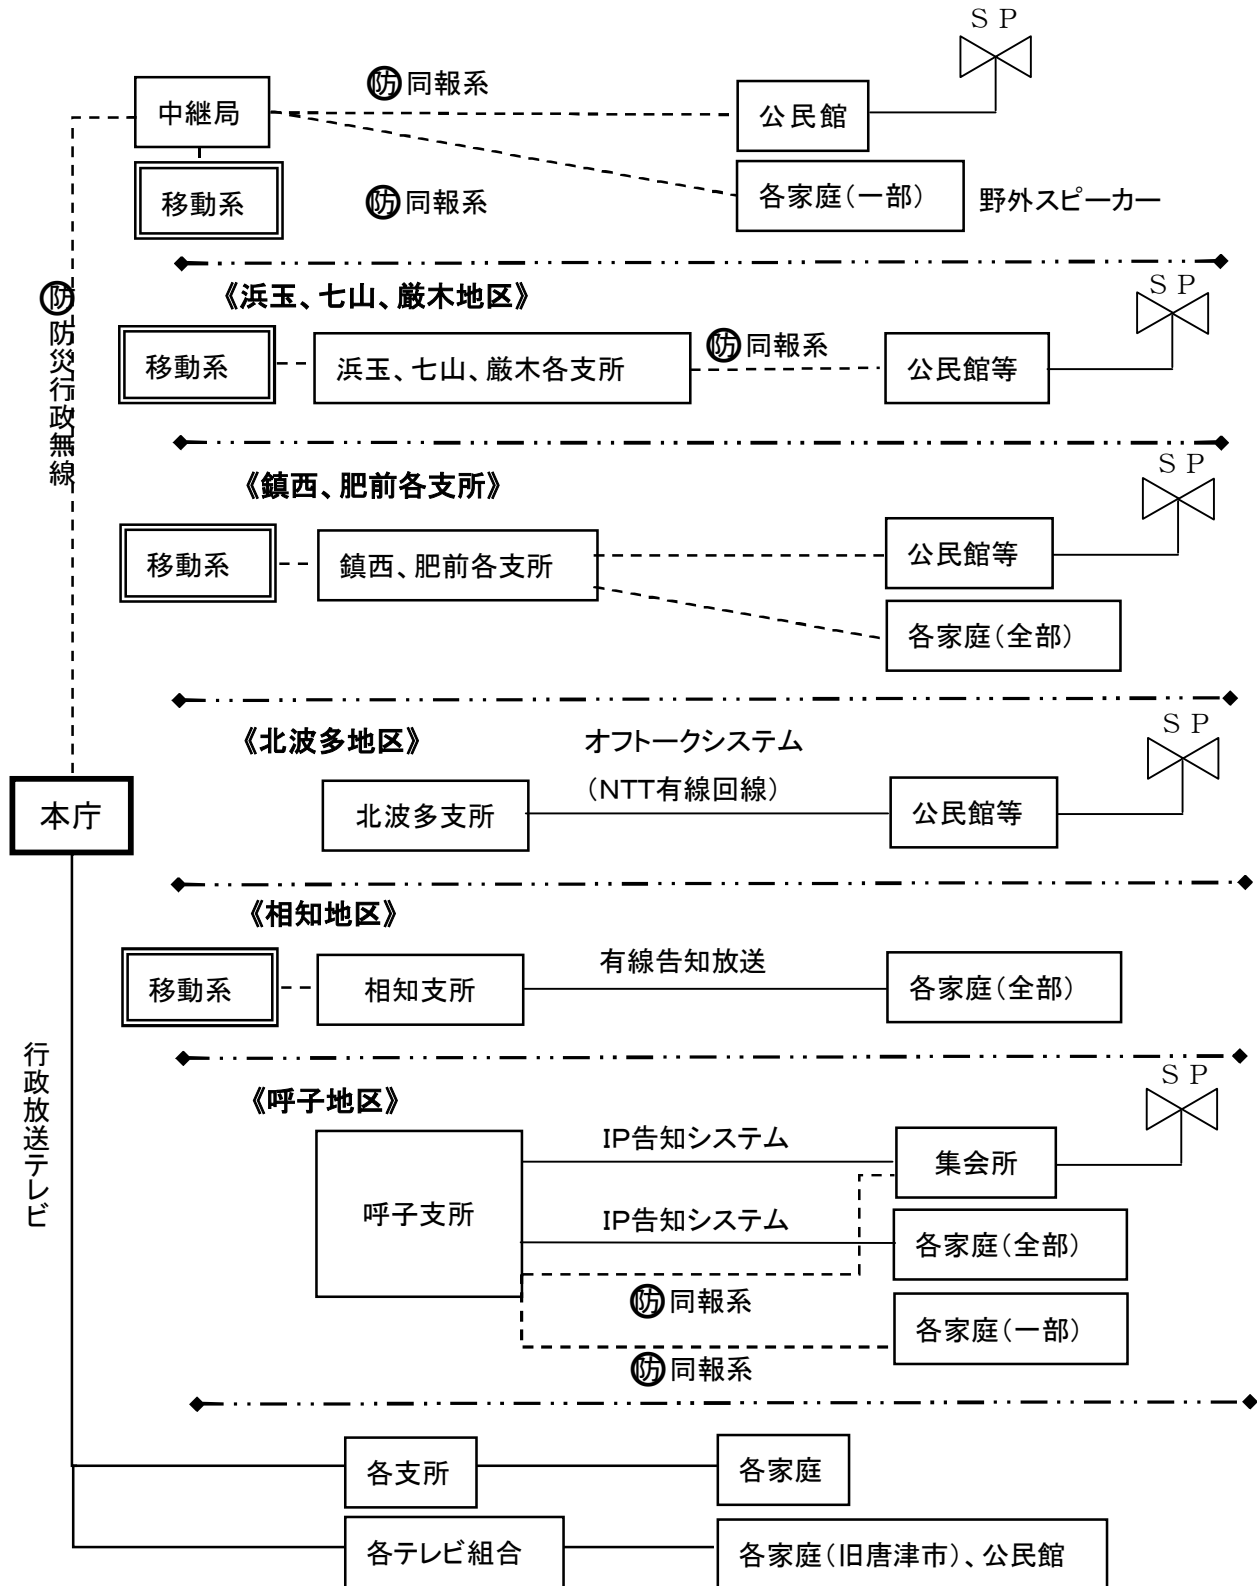 ＳＰ
防 同報系
中継局
公民館
移動系
防 同報系
各家庭（一部）
野外スピーカー
《浜玉、七山、厳木地区》
ＳＰ
移動系
浜玉、七山、厳木各支所
防 同報系
公民館等
防 防災行政無線
《鎮西、肥前各支所》
ＳＰ
移動系
鎮西、肥前各支所
公民館等
各家庭（全部）
《北波多地区》
オフトークシステム
ＳＰ
（NTT有線回線）
本庁
北波多支所
公民館等
《相知地区》
有線告知放送
移動系
相知支所
各家庭（全部）
行政放送テレビ
《呼子地区》
ＳＰ
IP告知システム
集会所
呼子支所
IP告知システム
各家庭（全部）
防 同報系
各家庭（一部）
防 同報系
各支所
各家庭
各テレビ組合
各家庭（旧唐津市）、公民館